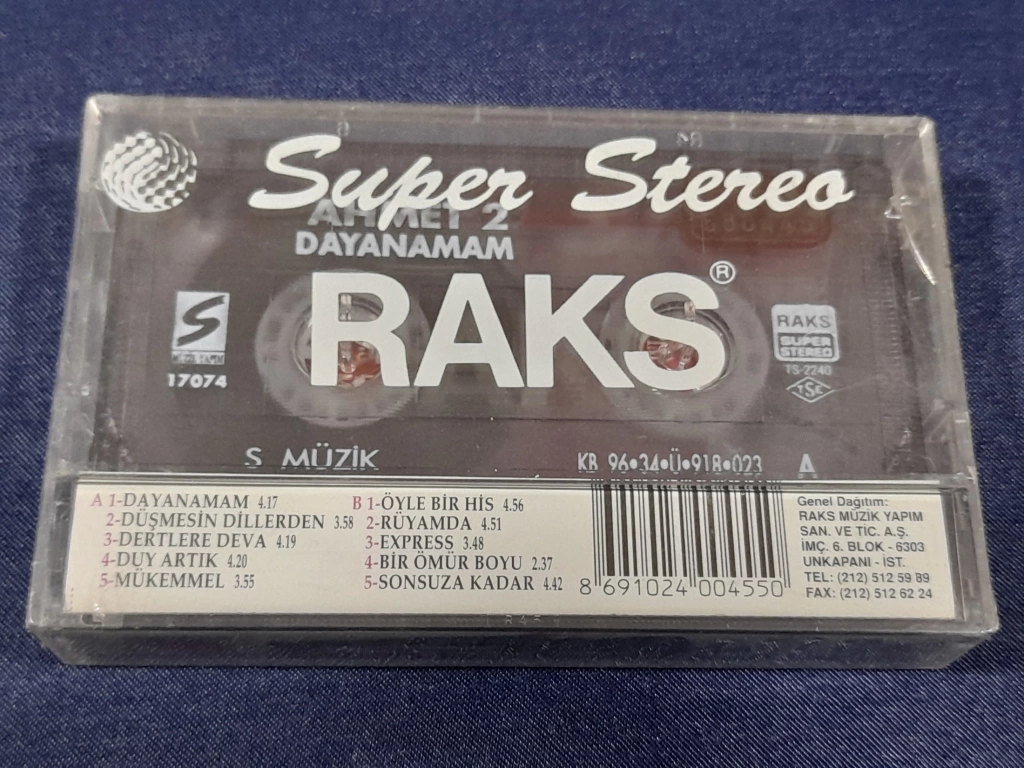 Super Stereo
AHMET 2
DAYANAMAM
RAKS®
S
17074
RAKS
SUPER
STEREO
TS-2240
TSE
S MÜZİK
KB 96•34•Ü•918•023 A
A 1-DAYANAMAM 4.17
2-DÜŞMESİN DİLLERDEN 3.58
3-DERTLERE DEVA 4.19
4-DUY ARTIK 4.20
5-MÜKEMMEL 3.55
B 1-ÖYLE BİR HİS 4.56
2-RÜYAMDA 4.51
3-EXPRESS 3.48
4-BİR ÖMÜR BOYU 2.37
5-SONSUZA KADAR 4.42
8 691024 004550
Genel Dağıtım:
RAKS MÜZİK YAPIM
SAN. VE TİC. A.Ş.
İMÇ. 6. BLOK - 6303
UNKAPANI - İST.
TEL: (212) 512 59 89
FAX: (212) 512 62 24